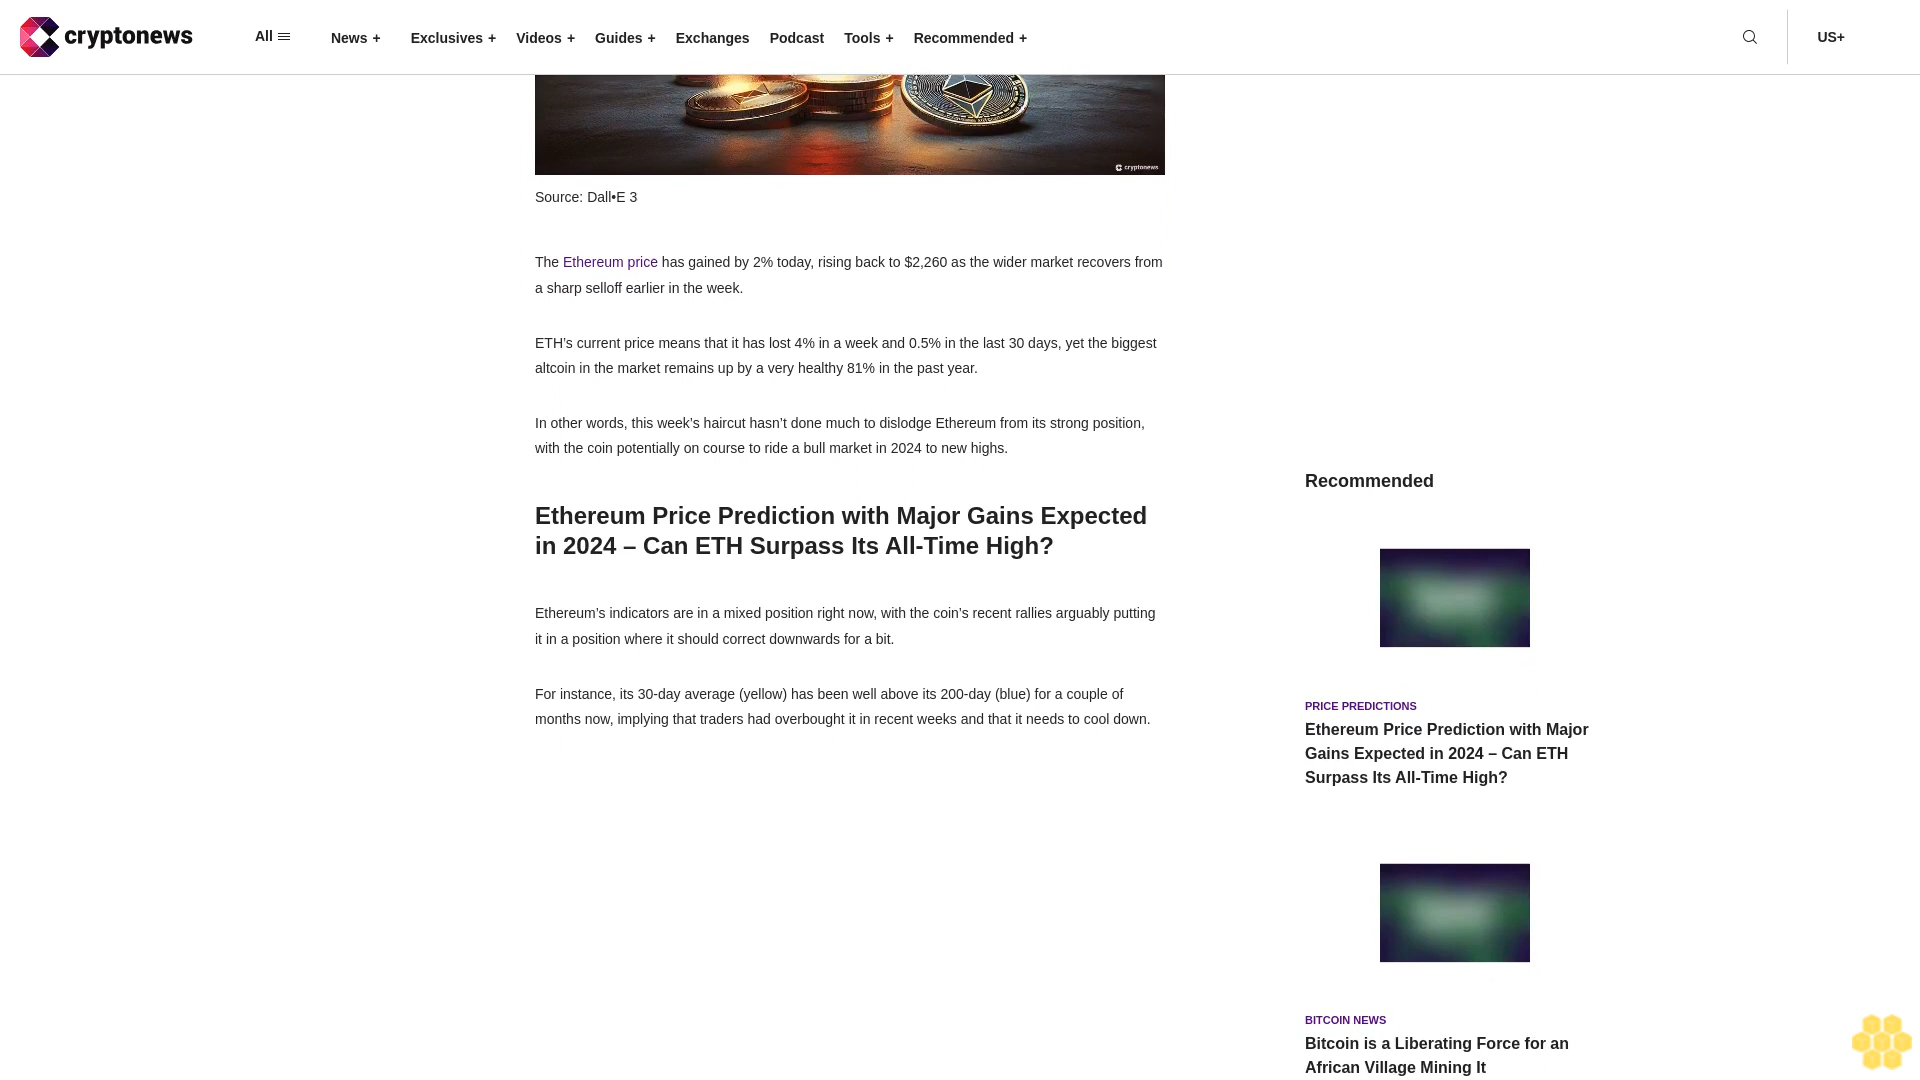 cryptonews
All
News +
Exclusives +
Videos +
Guides +
Exchanges
Podcast
Tools +
Recommended +
US+
cryptonews
Source: Dall•E 3
The Ethereum price has gained by 2% today, rising back to $2,260 as the wider market recovers from
a sharp selloff earlier in the week.
ETH’s current price means that it has lost 4% in a week and 0.5% in the last 30 days, yet the biggest
altcoin in the market remains up by a very healthy 81% in the past year.
In other words, this week’s haircut hasn’t done much to dislodge Ethereum from its strong position,
with the coin potentially on course to ride a bull market in 2024 to new highs.
Ethereum Price Prediction with Major Gains Expected
in 2024 – Can ETH Surpass Its All-Time High?
Ethereum’s indicators are in a mixed position right now, with the coin’s recent rallies arguably putting
it in a position where it should correct downwards for a bit.
For instance, its 30-day average (yellow) has been well above its 200-day (blue) for a couple of
months now, implying that traders had overbought it in recent weeks and that it needs to cool down.
Recommended
PRICE PREDICTIONS
Ethereum Price Prediction with Major
Gains Expected in 2024 – Can ETH
Surpass Its All-Time High?
BITCOIN NEWS
Bitcoin is a Liberating Force for an
African Village Mining It